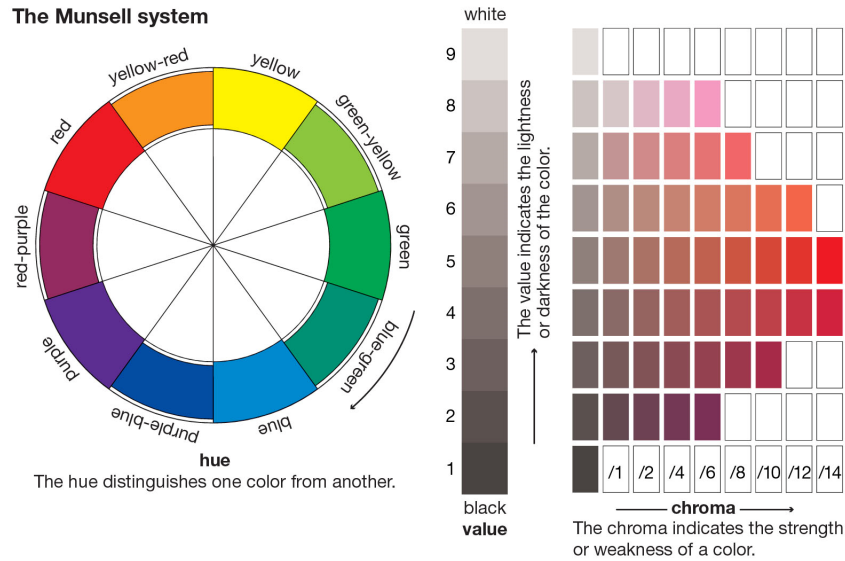 The Munsell system
yellow-red
yellow
green-yellow
green
blue-green
blue
purple-blue
purple
red-purple
red
hue
The hue distinguishes one color from another.
white
9
8
7
6
5
4
3
2
1
black
value
The value indicates the lightness
or darkness of the color.
/1 /2 /4 /6 /8 /10 /12 /14
chroma
The chroma indicates the strength
or weakness of a color.